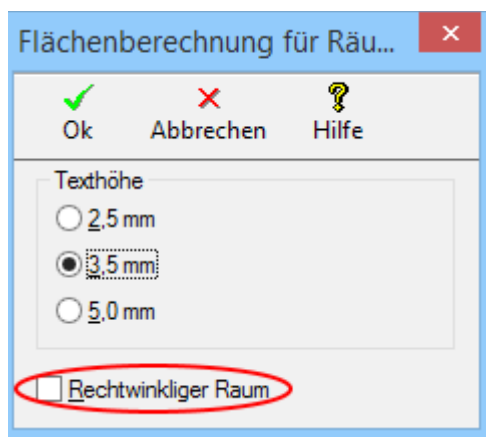 Flächenberechnung für Räu...
Ok Abbrechen Hilfe
Texthöhe
2,5 mm
3,5 mm
5,0 mm
Rechtwinkliger Raum